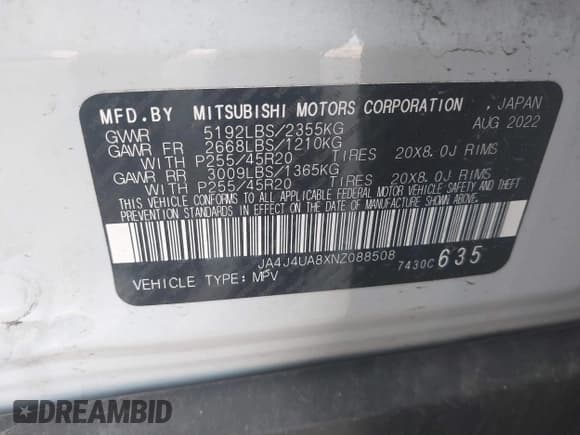 MFD.BY MITSUBISHI MOTORS CORPORATION , JAPAN
GVWR 5192LBS/2355KG AUG 2022
GAWR FR 2668LBS/1210KG
WITH P255/45R20 TIRES 20X8.0J RIMS
GAWR RR 3009LBS/1365KG
WITH P255/45R20 TIRES 20X8.0J RIMS
THIS VEHICLE CONFORMS TO ALL APPLICABLE FEDERAL MOTOR VEHICLE SAFETY AND THEFT
PREVENTION STANDARDS IN EFFECT ON THE DATE OF MANUFACTURE SHOWN ABOVE.
JA4J4UA8XNZ088508 7430C 635
VEHICLE TYPE: MPV
DREAMBID